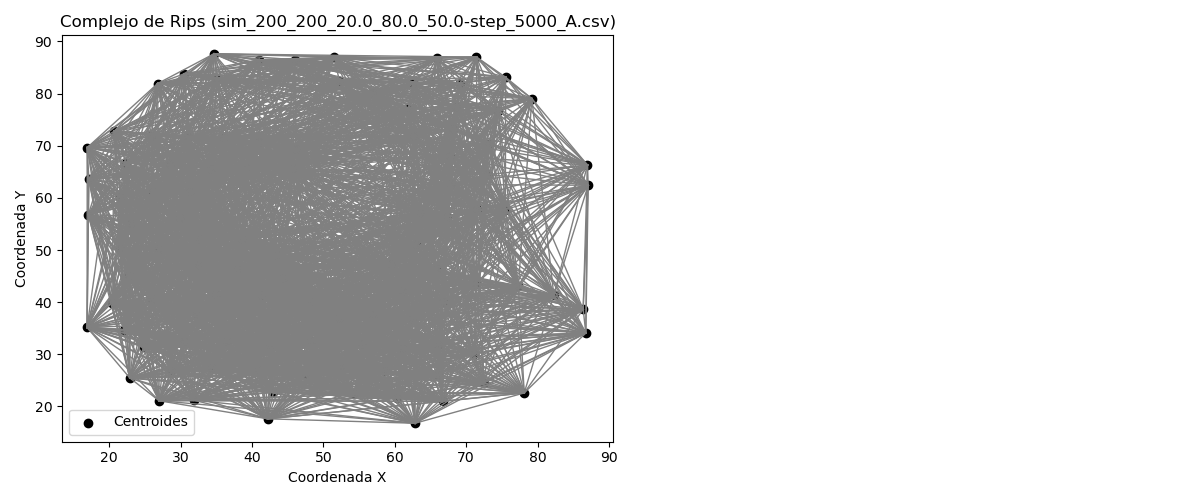 Complejo de Rips (sim_200_200_20.0_80.0_50.0-step_5000_A.csv)
90
80
70
60
50
40
30
20
Coordenada Y
Centroides
20 30 40 50 60 70 80 90
Coordenada X